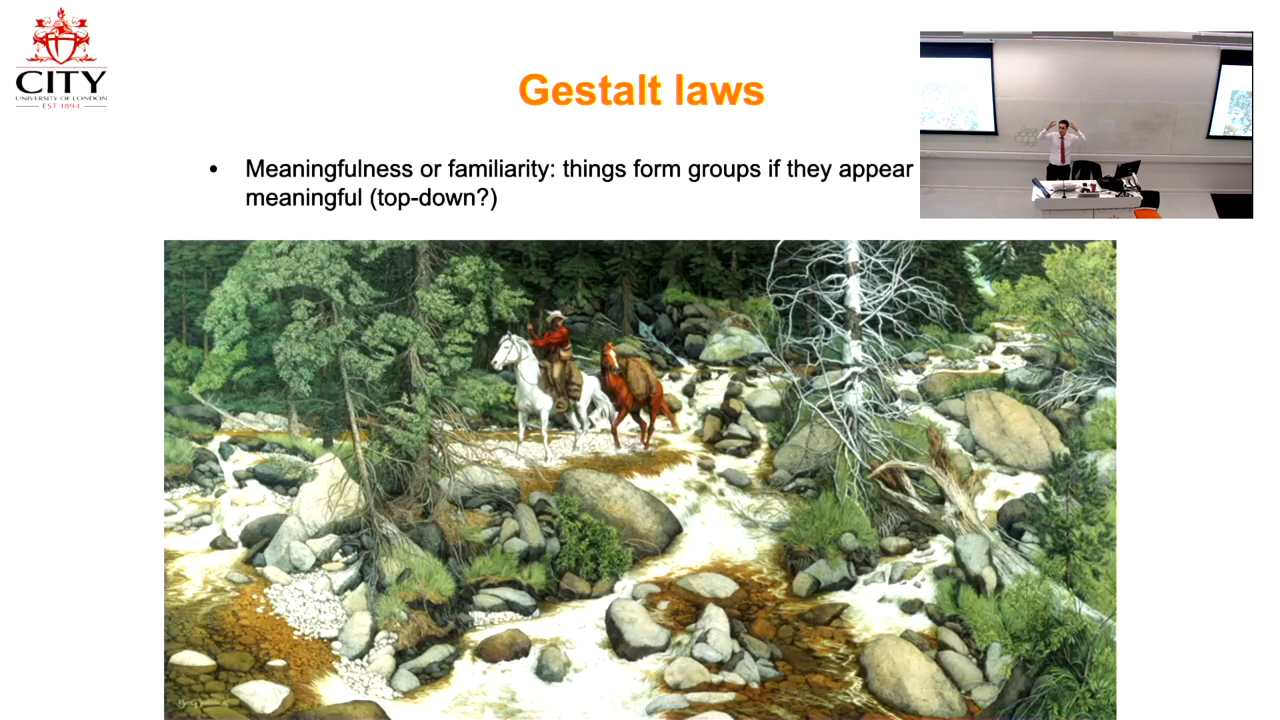 CITY
UNIVERSITY OF LONDON
EST 1894
Gestalt laws
• Meaningfulness or familiarity: things form groups if they appear
meaningful (top-down?)